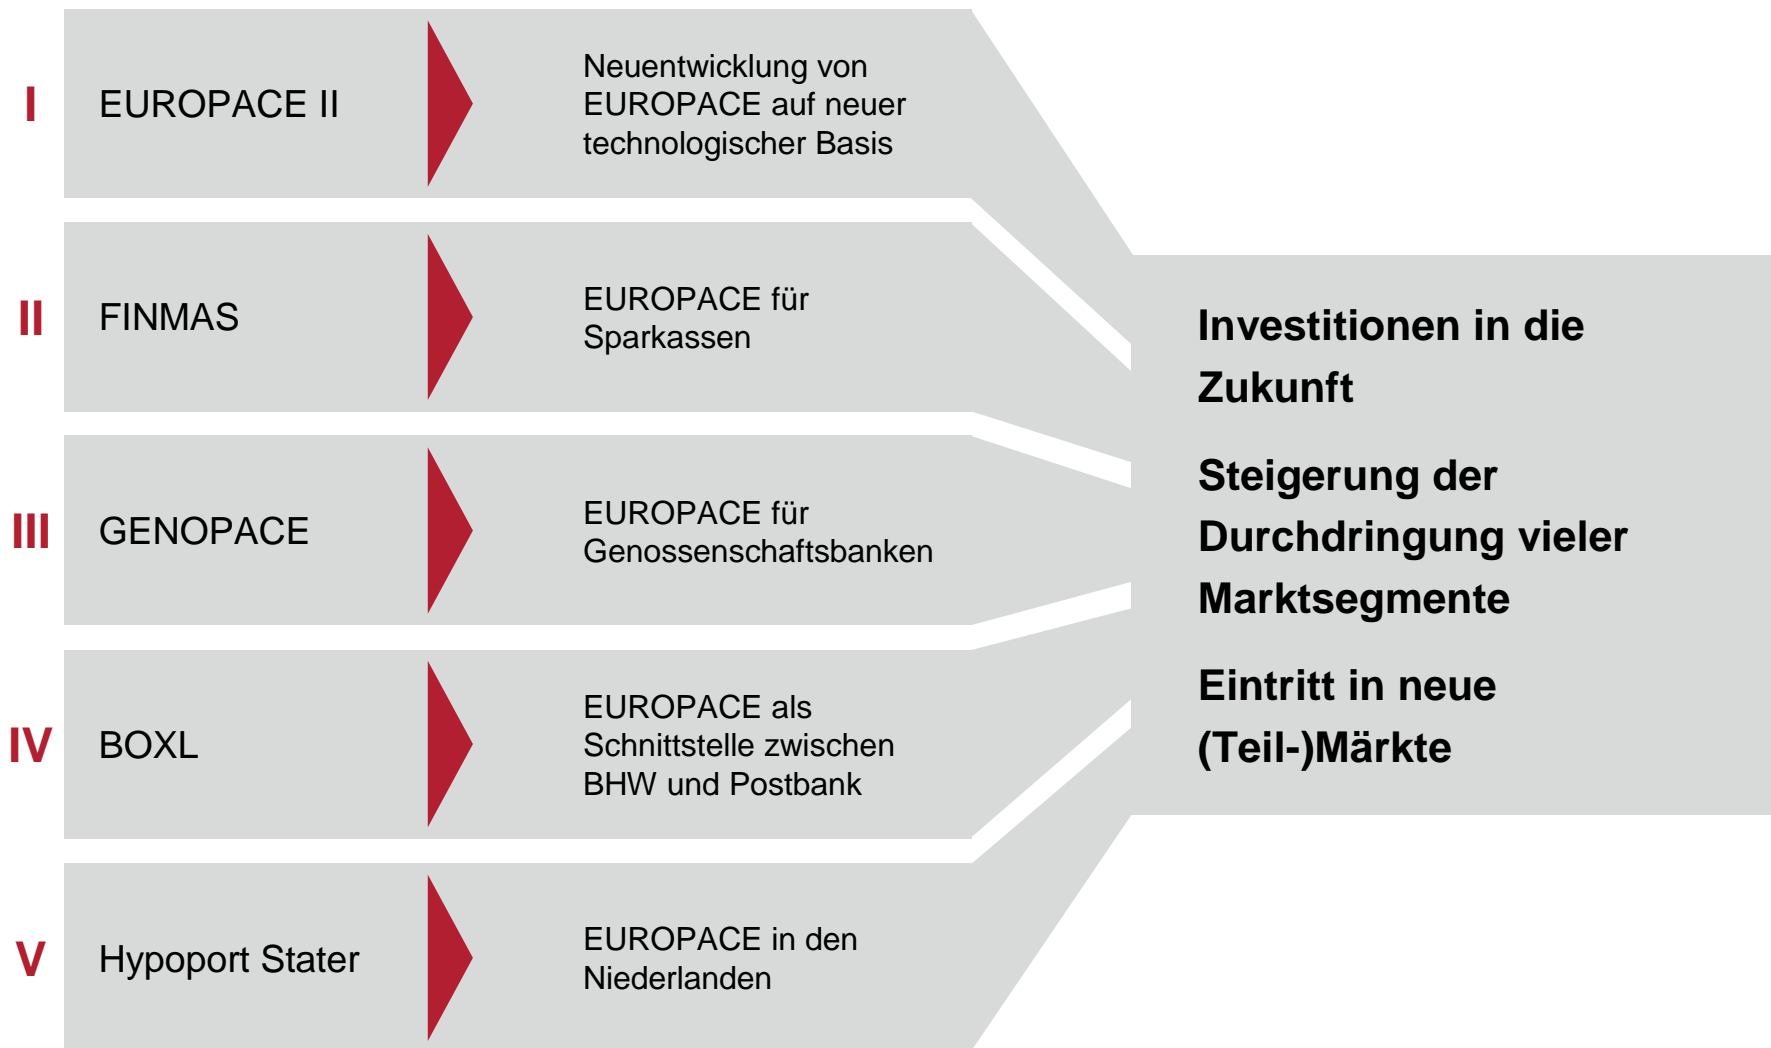 I
EUROPACE II
Neuentwicklung von
EUROPACE auf neuer
technologischer Basis
II
FINMAS
EUROPACE für
Sparkassen
III
GENOPACE
EUROPACE für
Genossenschaftsbanken
IV
BOXL
EUROPACE als
Schnittstelle zwischen
BHW und Postbank
V
Hypoport Stater
EUROPACE in den
Niederlanden
Investitionen in die
Zukunft
Steigerung der
Durchdringung vieler
Marktsegmente
Eintritt in neue
(Teil-)Märkte